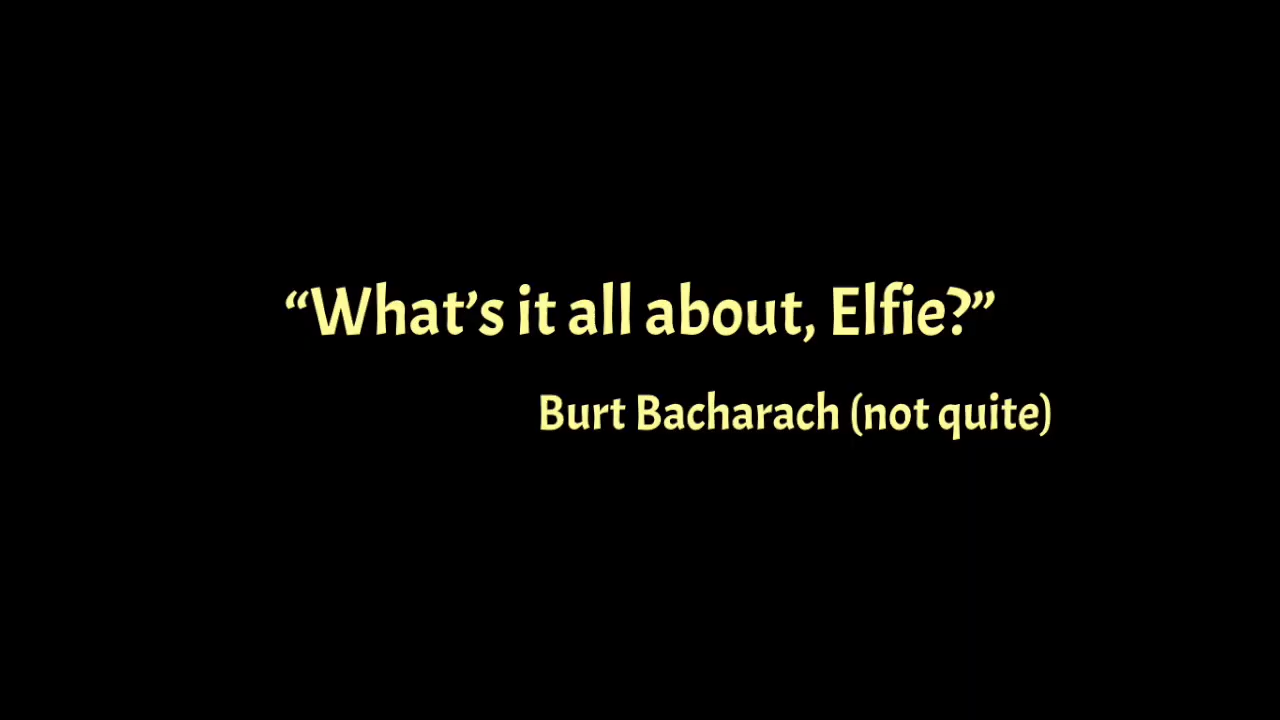 “What’s it all about, Elfie?”
Burt Bacharach (not quite)